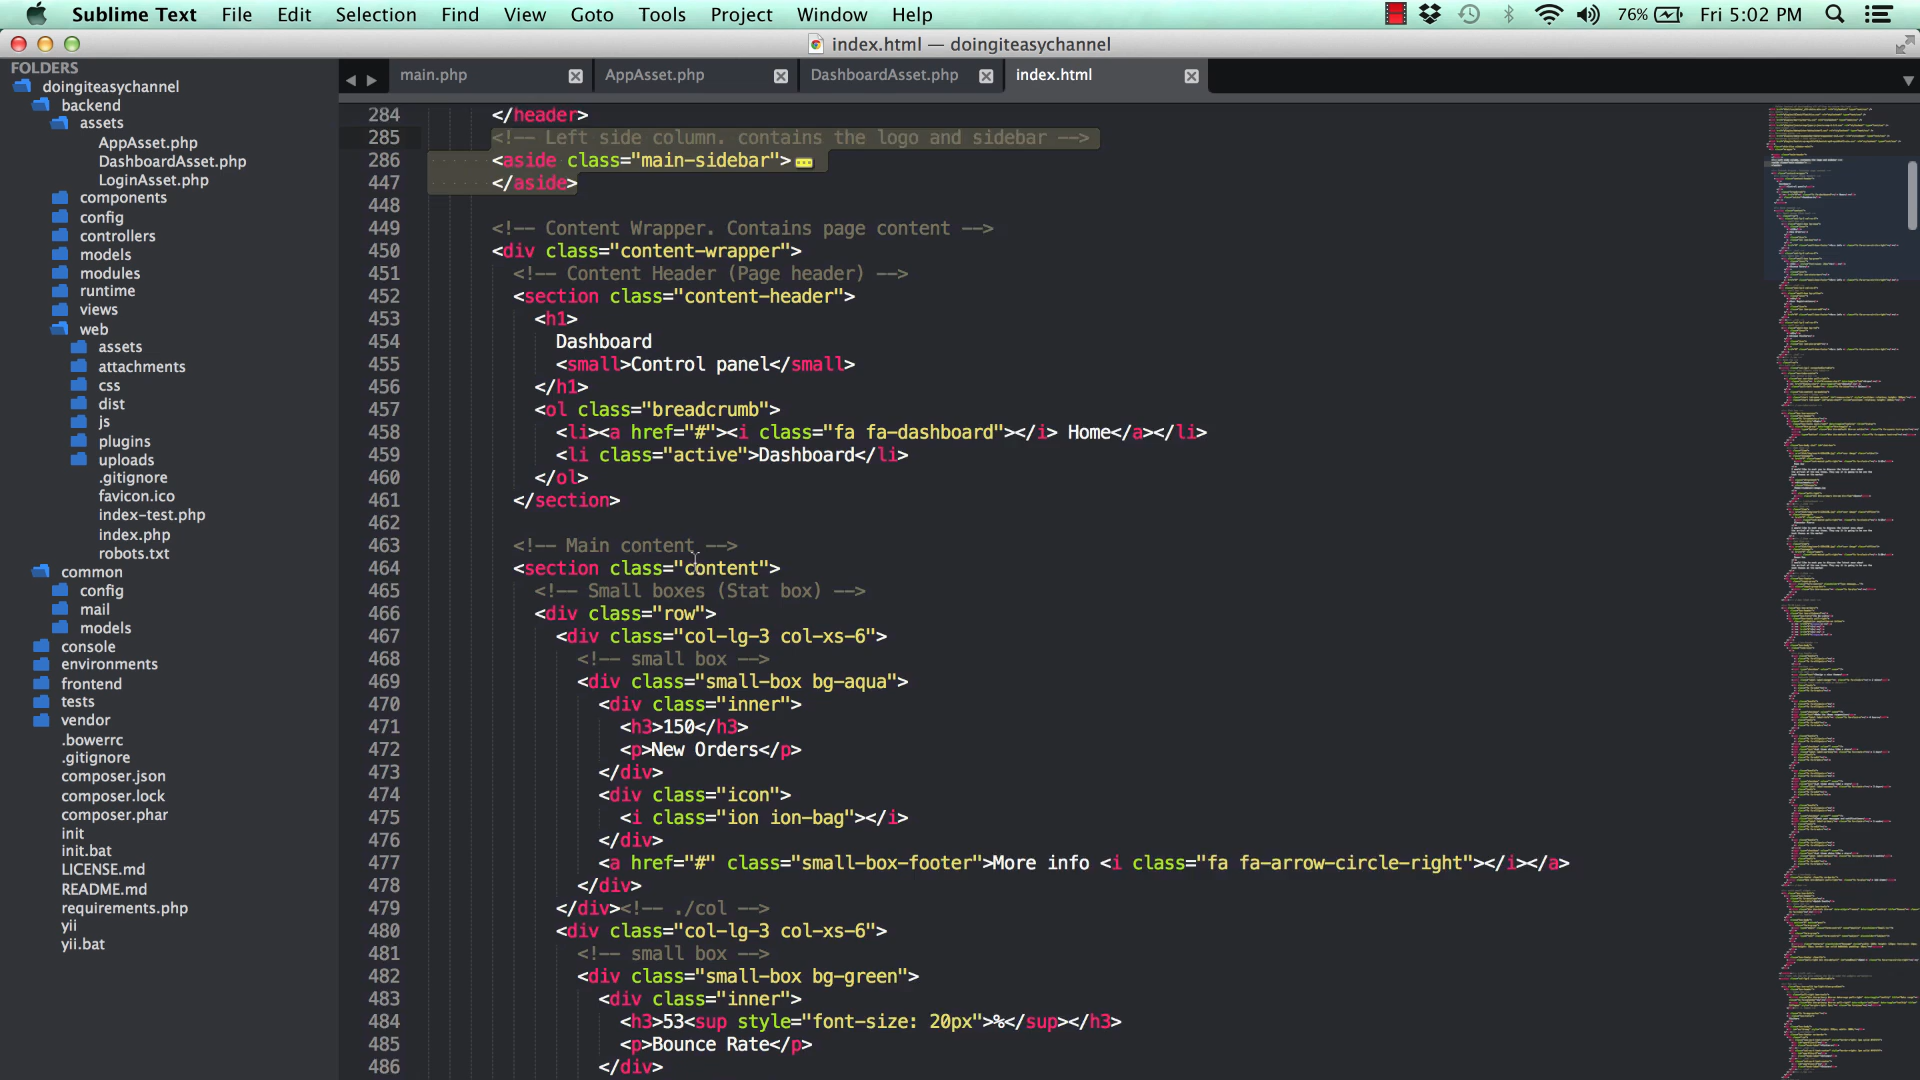 Sublime Text File Edit Selection Find View Goto Tools Project Window Help 76% Fri 5:02 PM
index.html — doingiteasychannel
FOLDERS
doingiteasychannel
backend
assets
AppAsset.php
DashboardAsset.php
LoginAsset.php
components
config
controllers
models
modules
runtime
views
web
assets
attachments
css
dist
js
plugins
uploads
.gitignore
favicon.ico
index-test.php
index.php
robots.txt
common
config
mail
models
console
environments
frontend
tests
vendor
.bowerrc
.gitignore
composer.json
composer.lock
composer.phar
init
init.bat
LICENSE.md
README.md
requirements.php
yii
yii.bat
main.php AppAsset.php DashboardAsset.php index.html
284 </header>
285 <!-- Left side column. contains the logo and sidebar -->
286 <aside class="main-sidebar">
447 </aside>
448
449 <!-- Content Wrapper. Contains page content -->
450 <div class="content-wrapper">
451 <!-- Content Header (Page header) -->
452 <section class="content-header">
453 <h1>
454 Dashboard
455 <small>Control panel</small>
456 </h1>
457 <ol class="breadcrumb">
458 <li><a href="#"><i class="fa fa-dashboard"></i> Home</a></li>
459 <li class="active">Dashboard</li>
460 </ol>
461 </section>
462
463 <!-- Main content -->
464 <section class="content">
465 <!-- Small boxes (Stat box) -->
466 <div class="row">
467 <div class="col-lg-3 col-xs-6">
468 <!-- small box -->
469 <div class="small-box bg-aqua">
470 <div class="inner">
471 <h3>150</h3>
472 <p>New Orders</p>
473 </div>
474 <div class="icon">
475 <i class="ion ion-bag"></i>
476 </div>
477 <a href="#" class="small-box-footer">More info <i class="fa fa-arrow-circle-right"></i></a>
478 </div>
479 </div><!-- ./col -->
480 <div class="col-lg-3 col-xs-6">
481 <!-- small box -->
482 <div class="small-box bg-green">
483 <div class="inner">
484 <h3>53<sup style="font-size: 20px">%</sup></h3>
485 <p>Bounce Rate</p>
486 </div>